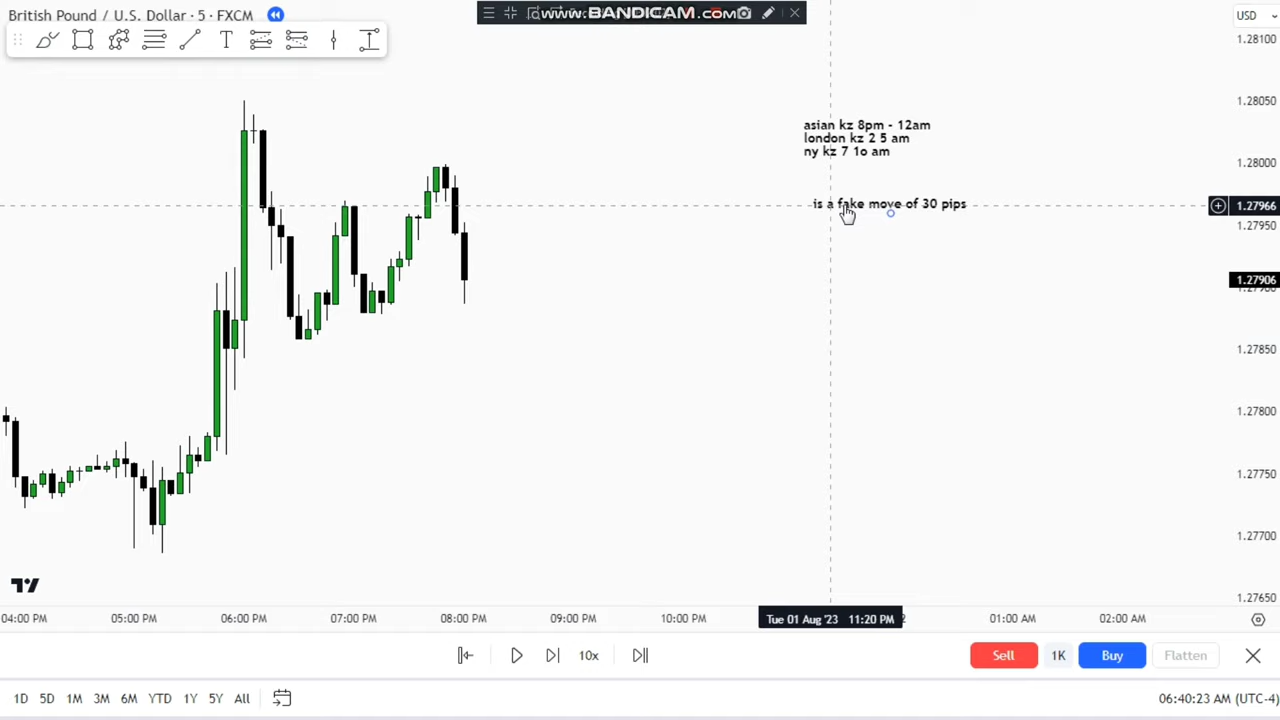 British Pound / U.S. Dollar · 5 · FXCM
www.BANDICAM.com
USD
1.28100
1.28050
asian kz 8pm - 12am
london kz 2 5 am
ny kz 7 1o am
1.28000
is a fake move of 30 pips
1.27966
1.27950
1.27906
1.27850
1.27800
1.27750
1.27700
1.27650
04:00 PM 05:00 PM 06:00 PM 07:00 PM 08:00 PM 09:00 PM 10:00 PM Tue 01 Aug '23 11:20 PM 2 01:00 AM 02:00 AM
10x Sell 1K Buy Flatten
1D 5D 1M 3M 6M YTD 1Y 5Y All 06:40:23 AM (UTC-4)